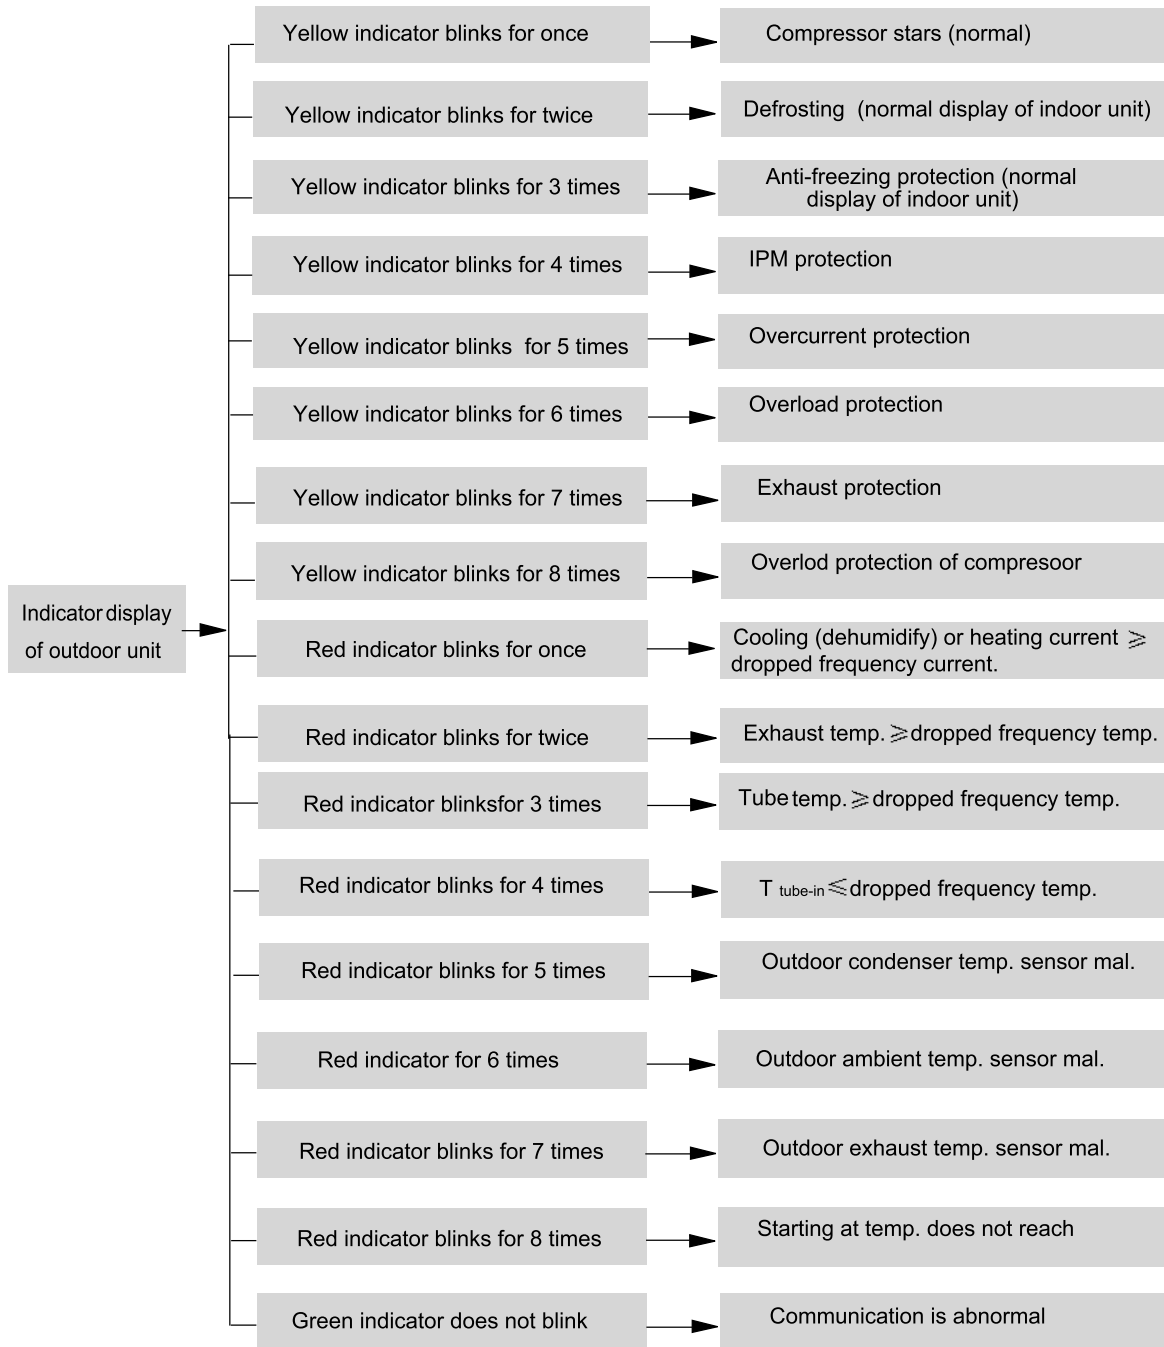 Yellow indicator blinks for once
Compressor stars (normal)
Yellow indicator blinks for twice
Defrosting (normal display of indoor unit)
Yellow indicator blinks for 3 times
Anti-freezing protection (normal
display of indoor unit)
Yellow indicator blinks for 4 times
IPM protection
Yellow indicator blinks for 5 times
Overcurrent protection
Yellow indicator blinks for 6 times
Overload protection
Yellow indicator blinks for 7 times
Exhaust protection
Yellow indicator blinks for 8 times
Overlod protection of compresoor
Indicator display
of outdoor unit
Red indicator blinks for once
Cooling (dehumidify) or heating current ⩾
dropped frequency current.
Red indicator blinks for twice
Exhaust temp. ⩾dropped frequency temp.
Red indicator blinksfor 3 times
Tube temp. ⩾dropped frequency temp.
Red indicator blinks for 4 times
T tube-in ⩽dropped frequency temp.
Red indicator blinks for 5 times
Outdoor condenser temp. sensor mal.
Red indicator for 6 times
Outdoor ambient temp. sensor mal.
Red indicator blinks for 7 times
Outdoor exhaust temp. sensor mal.
Red indicator blinks for 8 times
Starting at temp. does not reach
Green indicator does not blink
Communication is abnormal